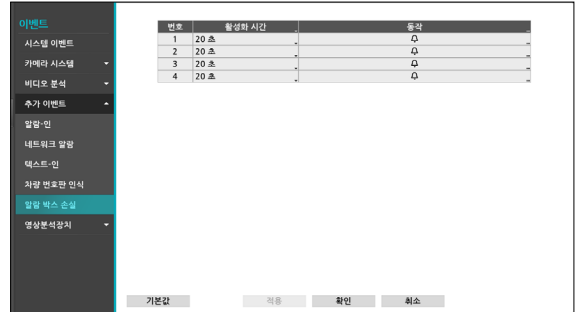 이벤트
시스템 이벤트
카메라 시스템
비디오 분석
추가 이벤트
알람-인
네트워크 알람
텍스트-인
차량 번호판 인식
알람 박스 손실
영상분석장치
번호 활성화 시간 동작
1 20 초
2 20 초
3 20 초
4 20 초
기본값 적용 확인 취소